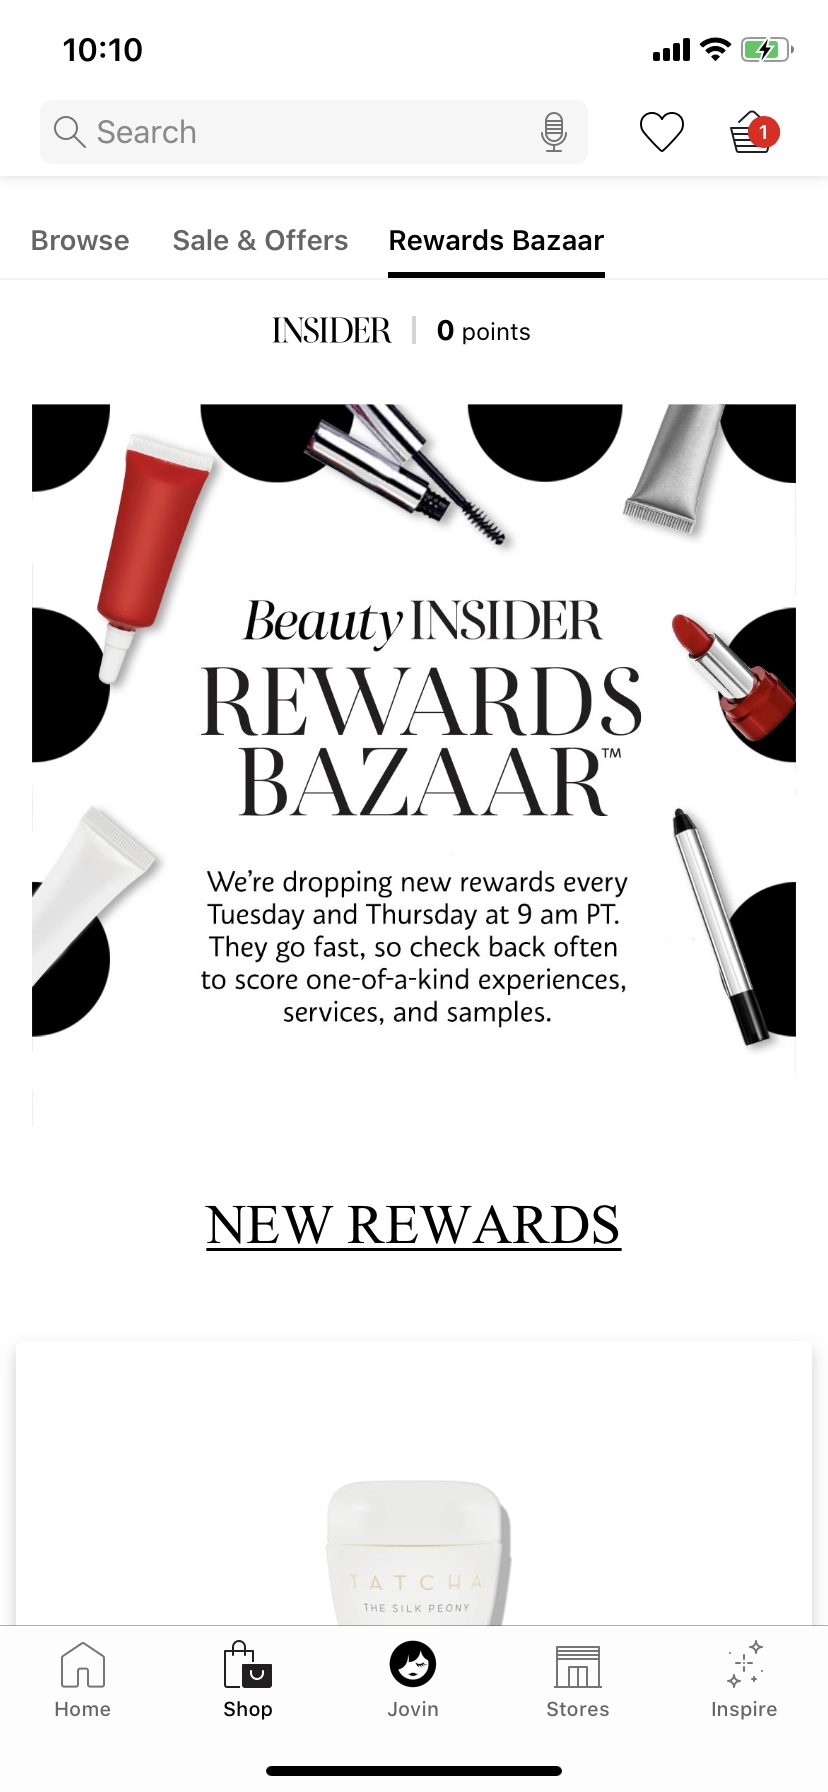 10:10
Search
1
Browse Sale & Offers Rewards Bazaar
INSIDER | 0 points
Beauty INSIDER
REWARDS
BAZAAR™
We're dropping new rewards every
Tuesday and Thursday at 9 am PT.
They go fast, so check back often
to score one-of-a-kind experiences,
services, and samples.
NEW REWARDS
TATCHA
THE SILK PEONY
Home Shop Jovin Stores Inspire